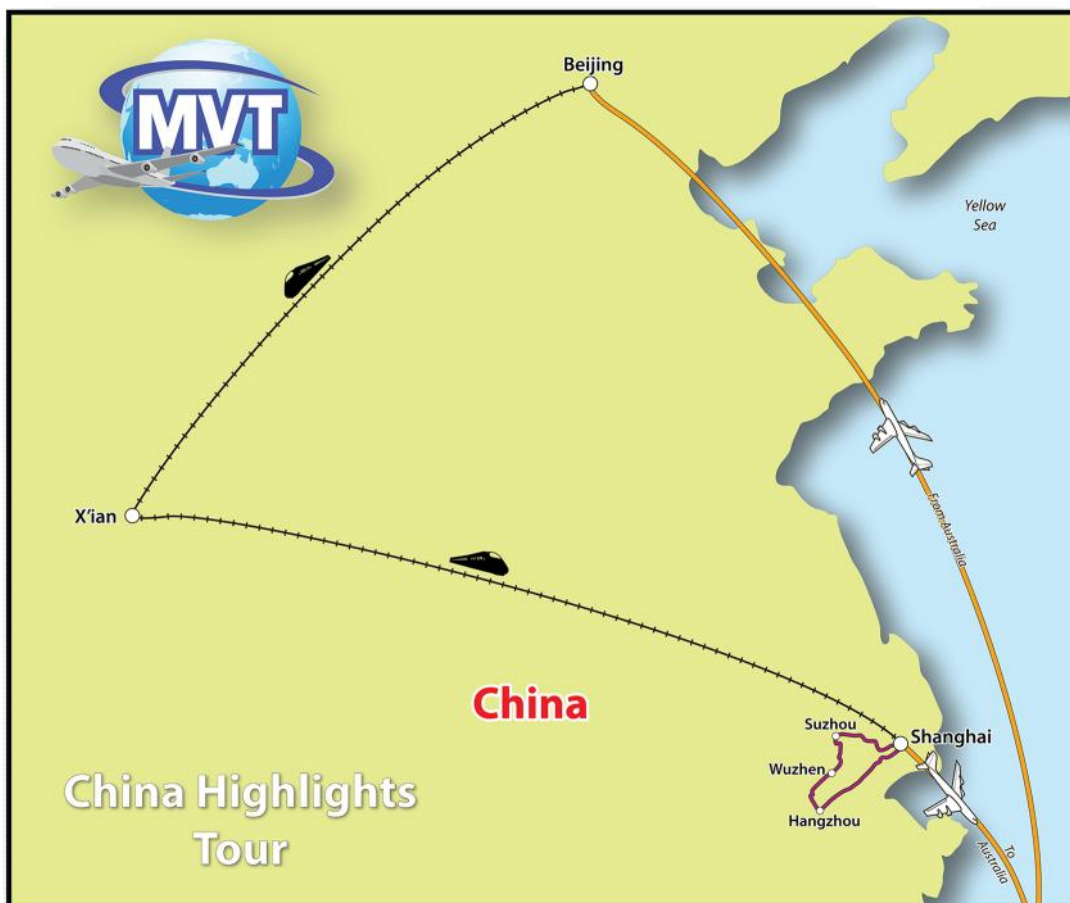 MVT
Beijing
Yellow
Sea
From Australia
X'ian
China
Suzhou
Shanghai
Wuzhen
Hangzhou
China Highlights
Tour
To
Australia